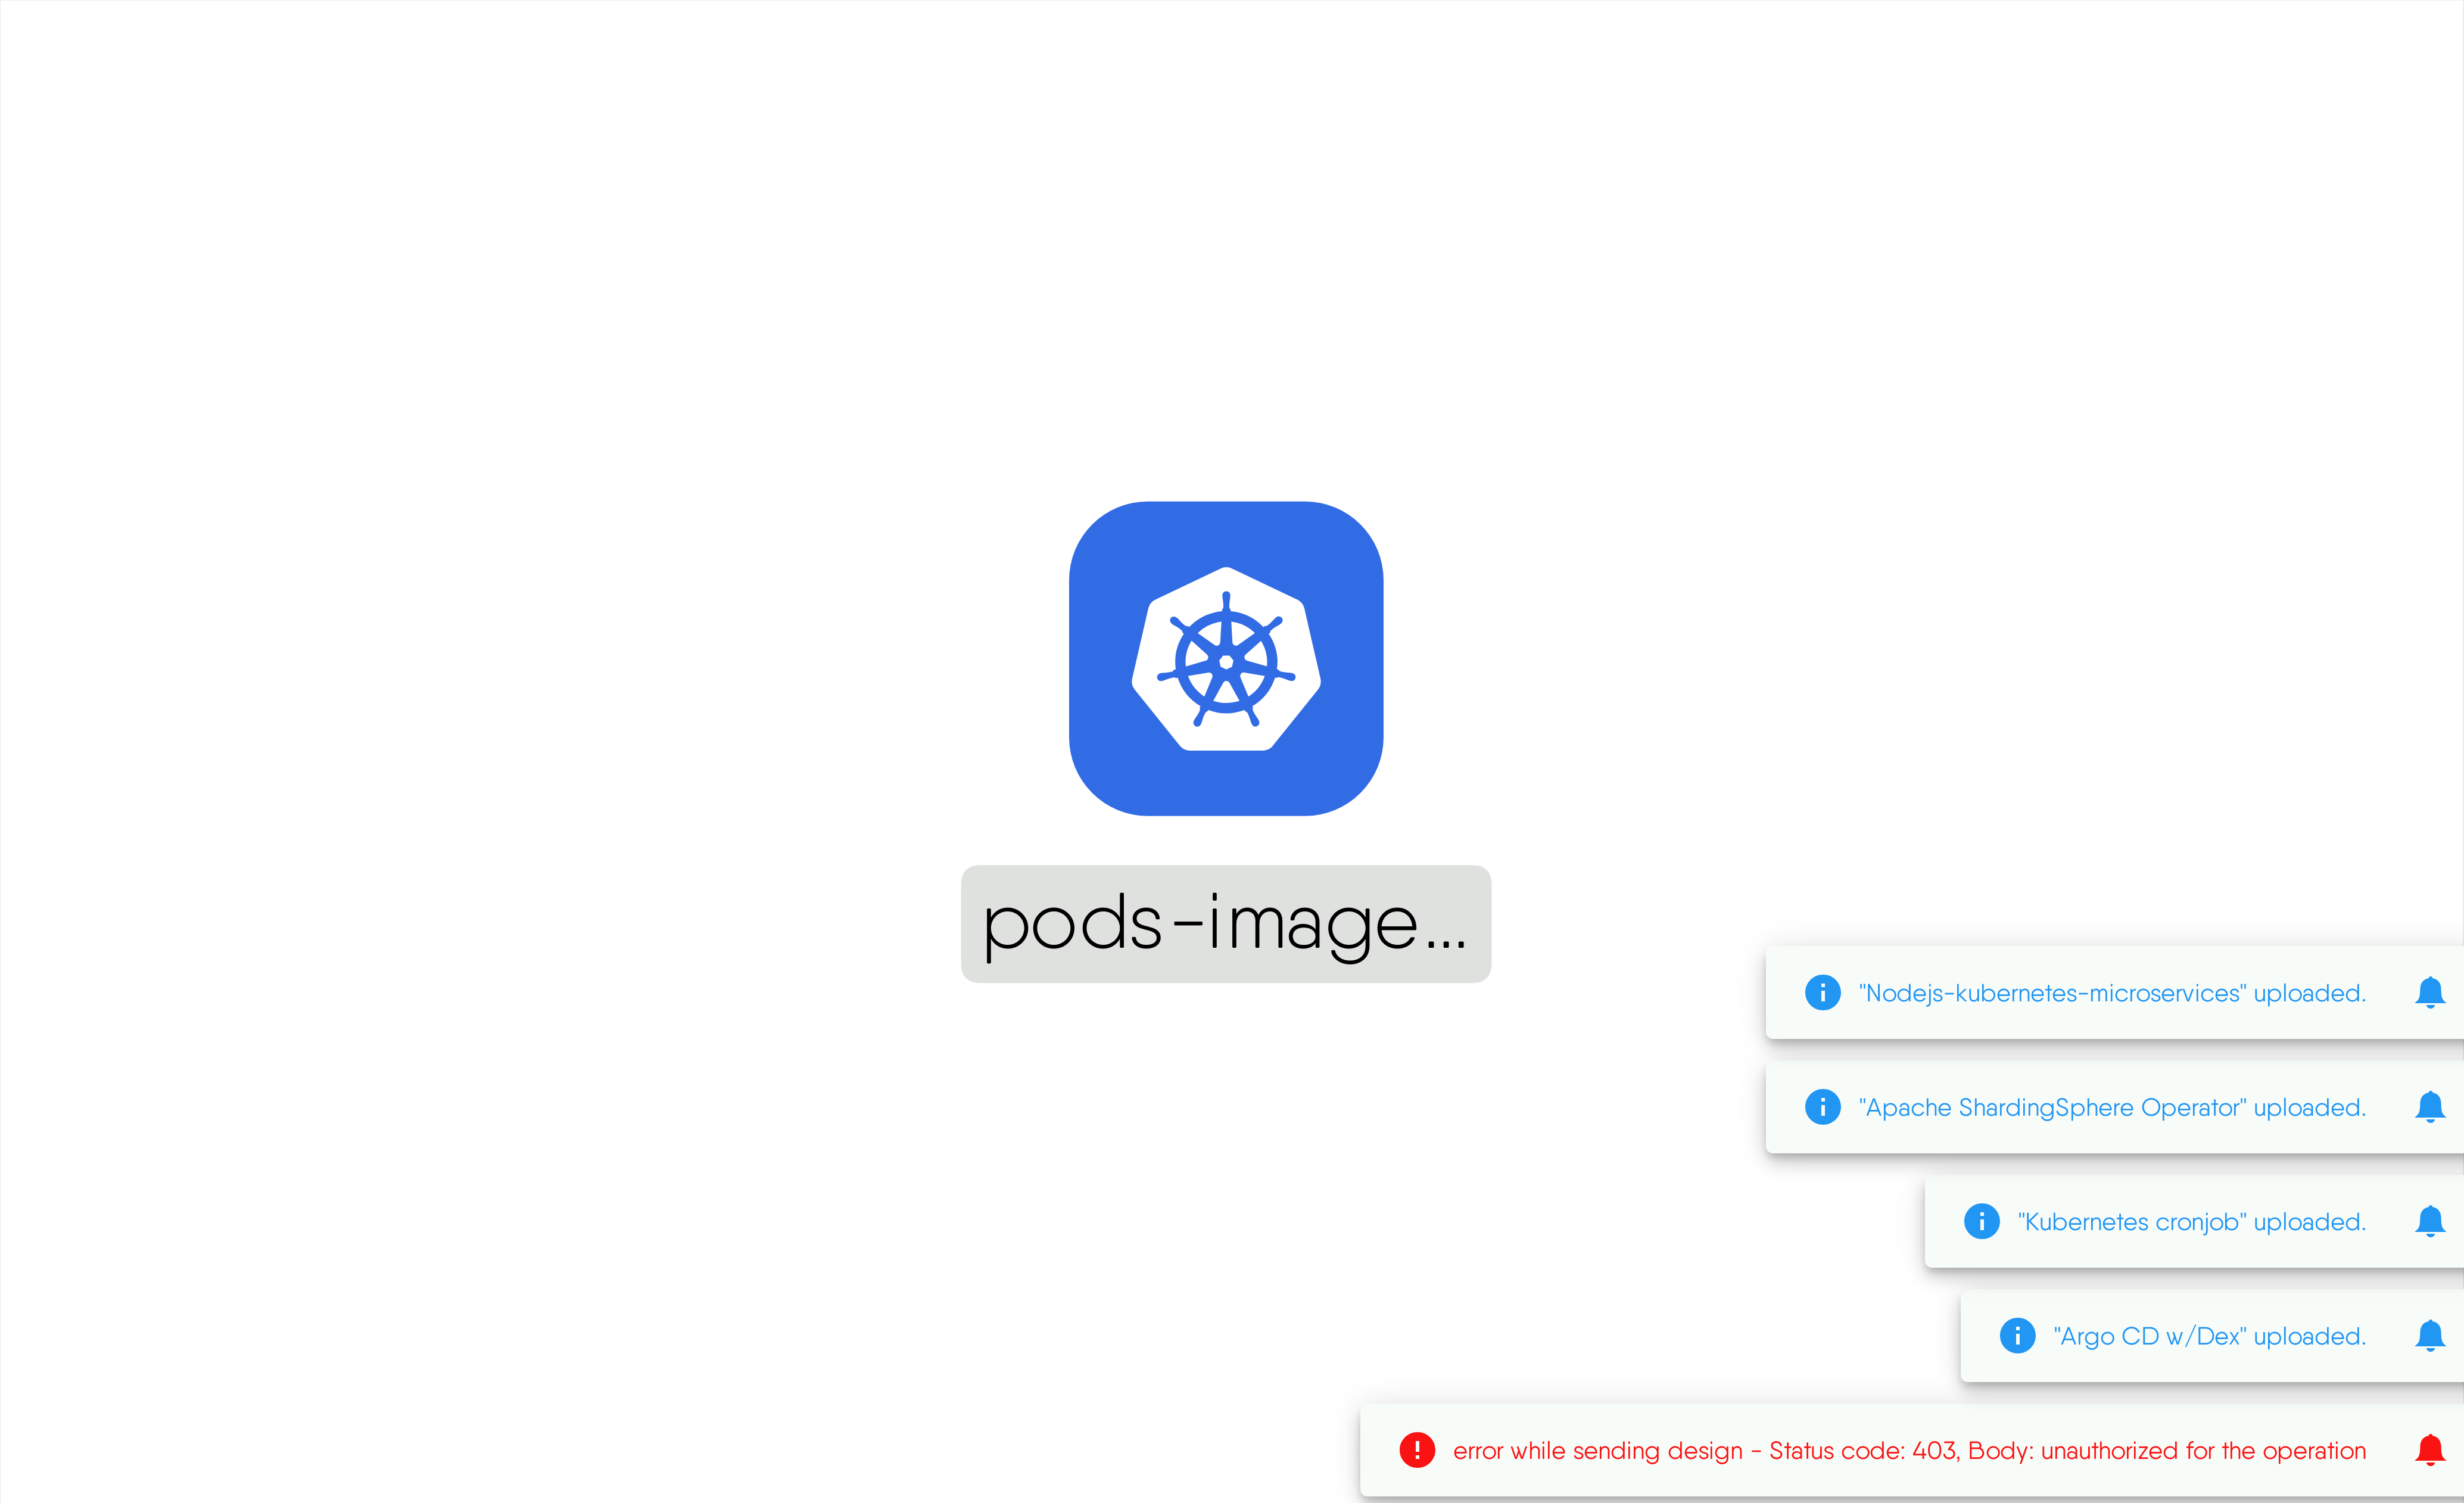 pods-image...
"Nodejs-kubernetes-microservices" uploaded.
"Apache ShardingSphere Operator" uploaded.
"Kubernetes cronjob" uploaded.
"Argo CD w/Dex" uploaded.
error while sending design - Status code: 403, Body: unauthorized for the operation